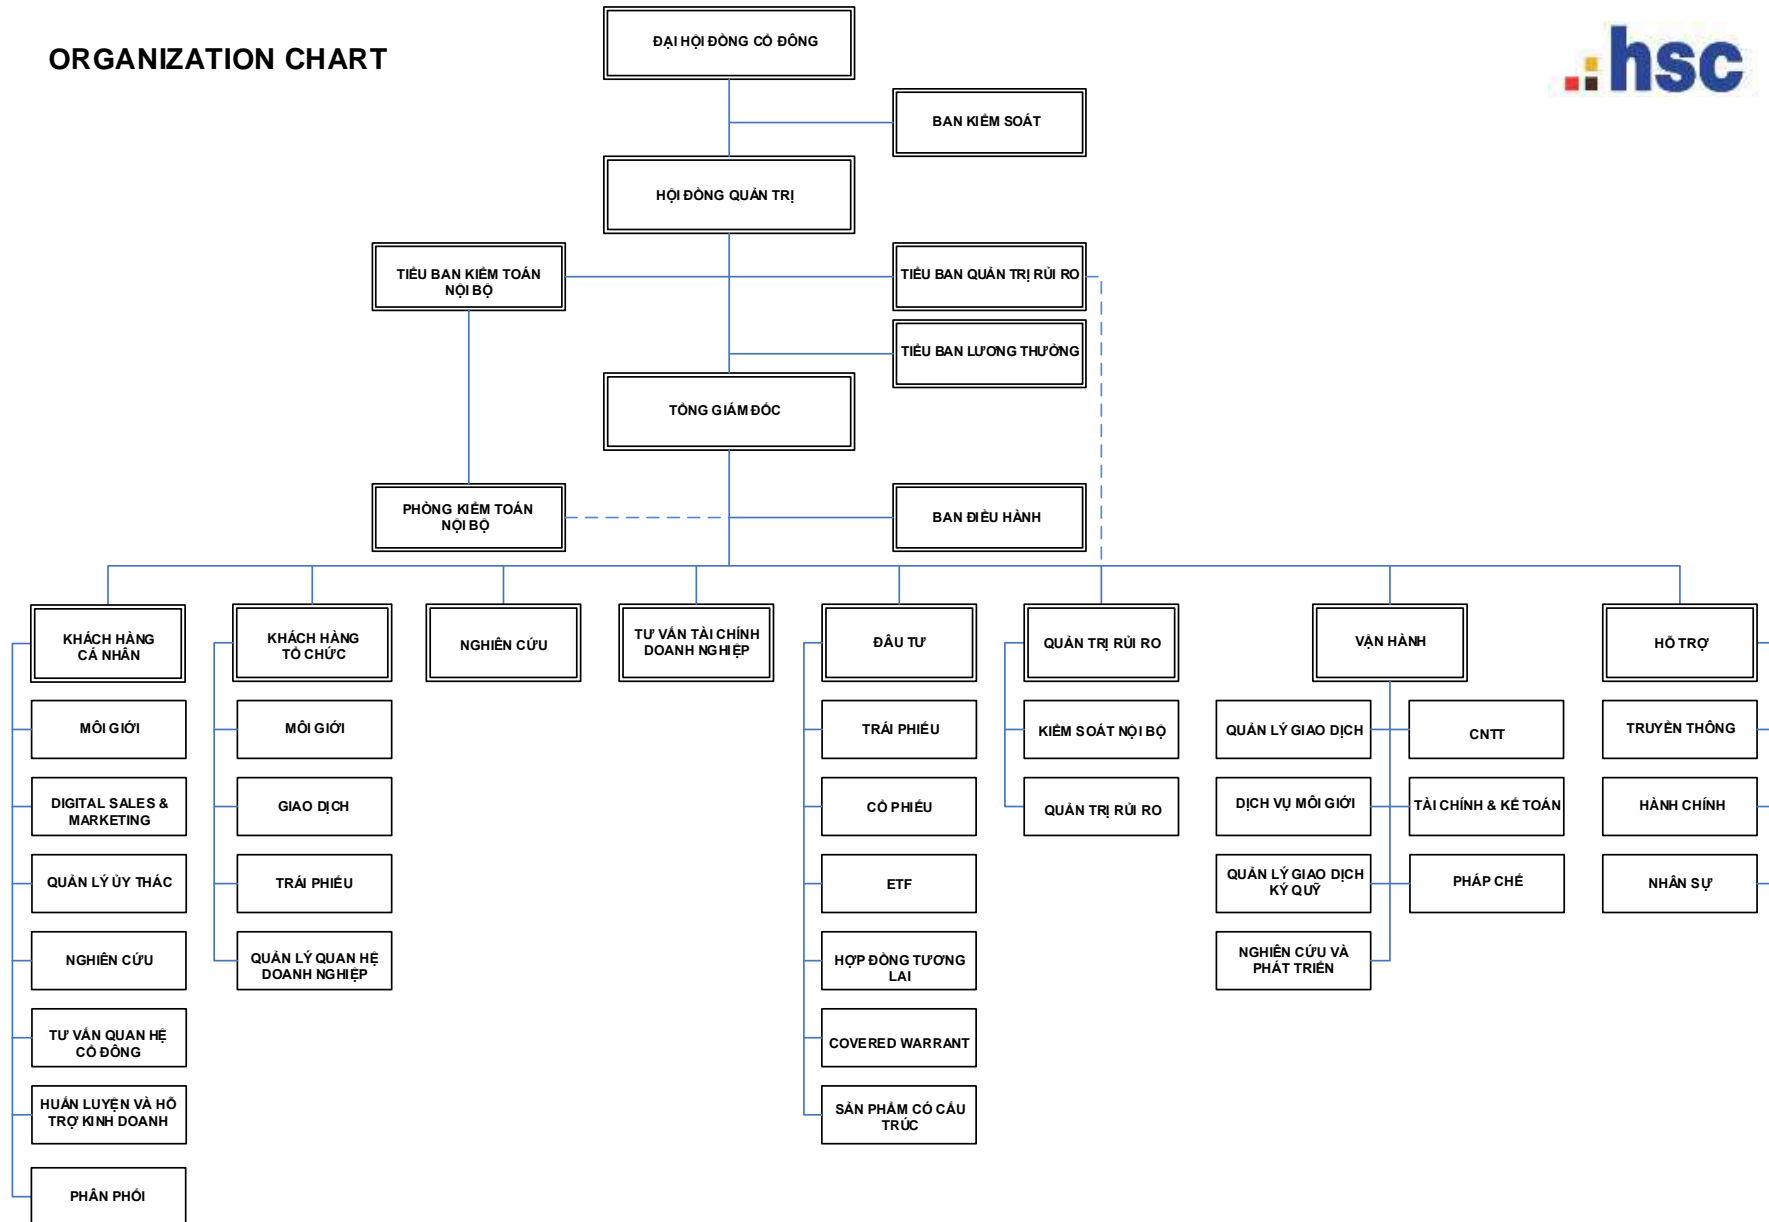 ORGANIZATION CHART
ĐẠI HỘI ĐỒNG CỔ ĐÔNG
hsc
BAN KIỂM SOÁT
HỘI ĐỒNG QUẢN TRỊ
TIỂU BAN KIỂM TOÁN
NỘI BỘ
TIỂU BAN QUẢN TRỊ RỦI RO
TIỂU BAN LƯƠNG THƯỞNG
TỔNG GIÁM ĐỐC
PHÒNG KIỂM TOÁN
NỘI BỘ
BAN ĐIỀU HÀNH
KHÁCH HÀNG
CÁ NHÂN
KHÁCH HÀNG
TỔ CHỨC
NGHIÊN CỨU
TƯ VẤN TÀI CHÍNH
DOANH NGHIỆP
ĐẦU TƯ
QUẢN TRỊ RỦI RO
VẬN HÀNH
HỖ TRỢ
MÔI GIỚI
DIGITAL SALES &
MARKETING
QUẢN LÝ ỦY THÁC
NGHIÊN CỨU
TƯ VẤN QUAN HỆ
CỔ ĐÔNG
HUẤN LUYỆN VÀ HỖ
TRỢ KINH DOANH
PHÂN PHỐI
MÔI GIỚI
GIAO DỊCH
TRÁI PHIẾU
QUẢN LÝ QUAN HỆ
DOANH NGHIỆP
TRÁI PHIẾU
CỔ PHIẾU
ETF
HỢP ĐỒNG TƯƠNG
LAI
COVERED WARRANT
SẢN PHẨM CÓ CẤU
TRÚC
KIỂM SOÁT NỘI BỘ
QUẢN TRỊ RỦI RO
QUẢN LÝ GIAO DỊCH
DỊCH VỤ MÔI GIỚI
QUẢN LÝ GIAO DỊCH
KÝ QUỸ
NGHIÊN CỨU VÀ
PHÁT TRIỂN
CNTT
TÀI CHÍNH & KẾ TOÁN
PHÁP CHẾ
TRUYỀN THÔNG
HÀNH CHÍNH
NHÂN SỰ